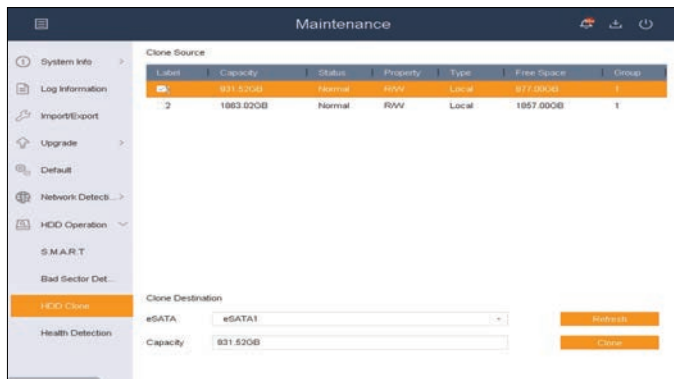 Maintenance
Clone Source
System Info >
Label Capacity Status Property Type Free Space Group
931.52GB Normal R/W Local 877.00GB 1
Log Information
2 1863.02GB Normal R/W Local 1857.00GB 1
Import/Export
Upgrade >
Default
Network Detecti... >
HDD Operation
S.M.A.R.T
Bad Sector Det...
HDD Clone
Clone Destination
eSATA eSATA1 Refresh
Health Detection
Capacity 931.52GB Clone